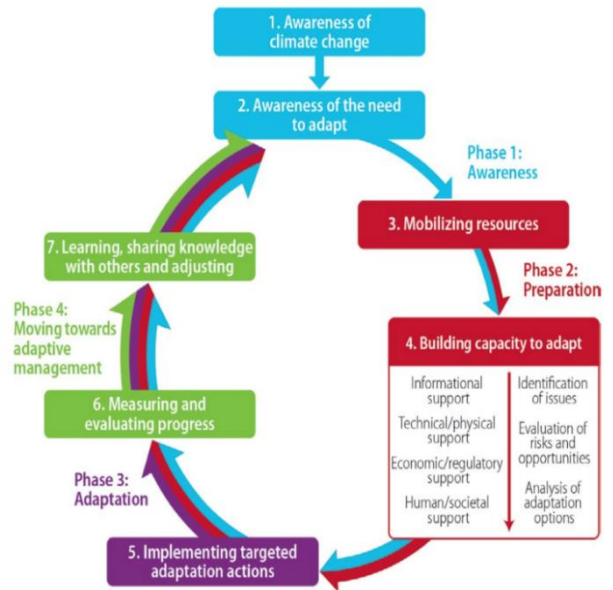 1. Awareness of
climate change
2. Awareness of the need
to adapt
Phase 1:
Awareness
3. Mobilizing resources
Phase 2:
Preparation
4. Building capacity to adapt
Informational
support
Technical/physical
support
Economic/regulatory
support
Human/societal
support
Identification
of issues
Evaluation of
risks and
opportunities
Analysis of
adaptation
options
5. Implementing targeted
adaptation actions
Phase 3:
Adaptation
6. Measuring and
evaluating progress
Phase 4:
Moving towards
adaptive
management
7. Learning, sharing knowledge
with others and adjusting